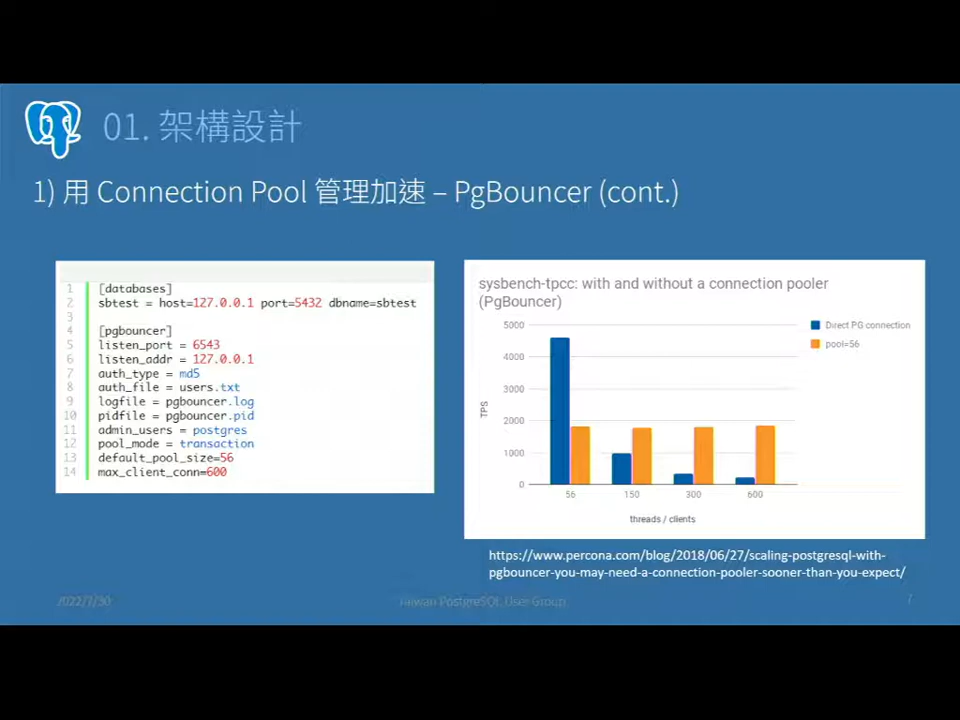 01. 架構設計
1) 用 Connection Pool 管理加速 – PgBouncer (cont.)
1 [databases]
2 sbtest = host=127.0.0.1 port=5432 dbname=sbtest
3
4 [pgbouncer]
5 listen_port = 6543
6 listen_addr = 127.0.0.1
7 auth_type = md5
8 auth_file = users.txt
9 logfile = pgbouncer.log
10 pidfile = pgbouncer.pid
11 admin_users = postgres
12 pool_mode = transaction
13 default_pool_size=56
14 max_client_conn=600
sysbench-tpcc: with and without a connection pooler
(PgBouncer)
5000
4000
3000
2000
1000
0
TPS
56 150 300 600
threads / clients
Direct PG connection
pool=56
https://www.percona.com/blog/2018/06/27/scaling-postgresql-with-
pgbouncer-you-may-need-a-connection-pooler-sooner-than-you-expect/
2022/7/30
Taiwan PostgreSQL User Group
7